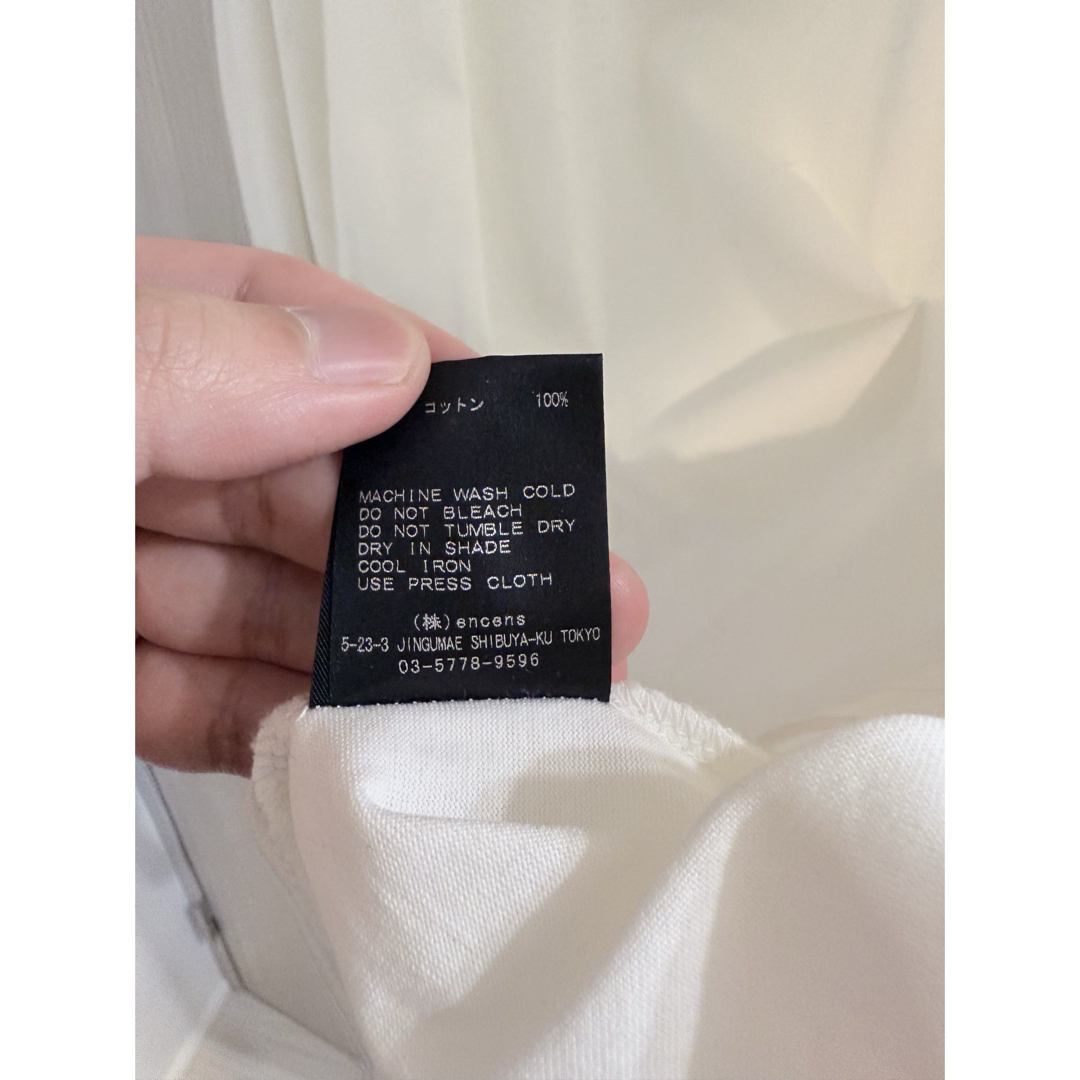 コットン 100%
MACHINE WASH COLD
DO NOT BLEACH
DO NOT TUMBLE DRY
DRY IN SHADE
COOL IRON
USE PRESS CLOTH
(株)encens
5-23-3 JINGUMAE SHIBUYA-KU TOKYO
03-5778-9596